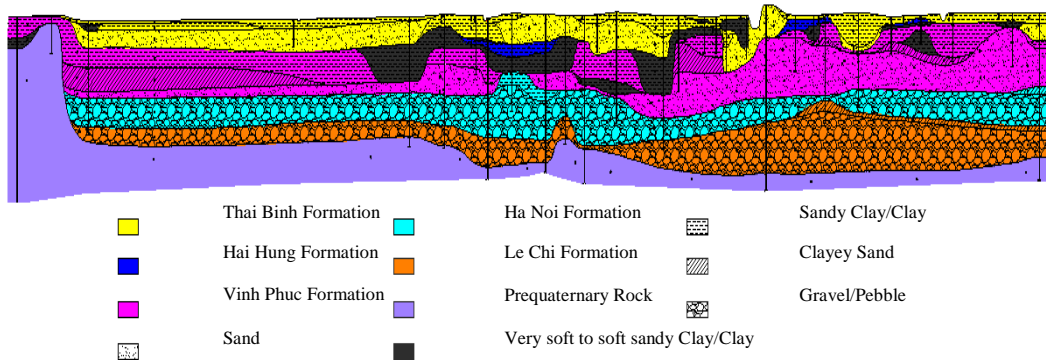 Thai Binh Formation
Ha Noi Formation
Sandy Clay/Clay
Hai Hung Formation
Le Chi Formation
Clayey Sand
Vinh Phuc Formation
Prequaternary Rock
Gravel/Pebble
Sand
Very soft to soft sandy Clay/Clay